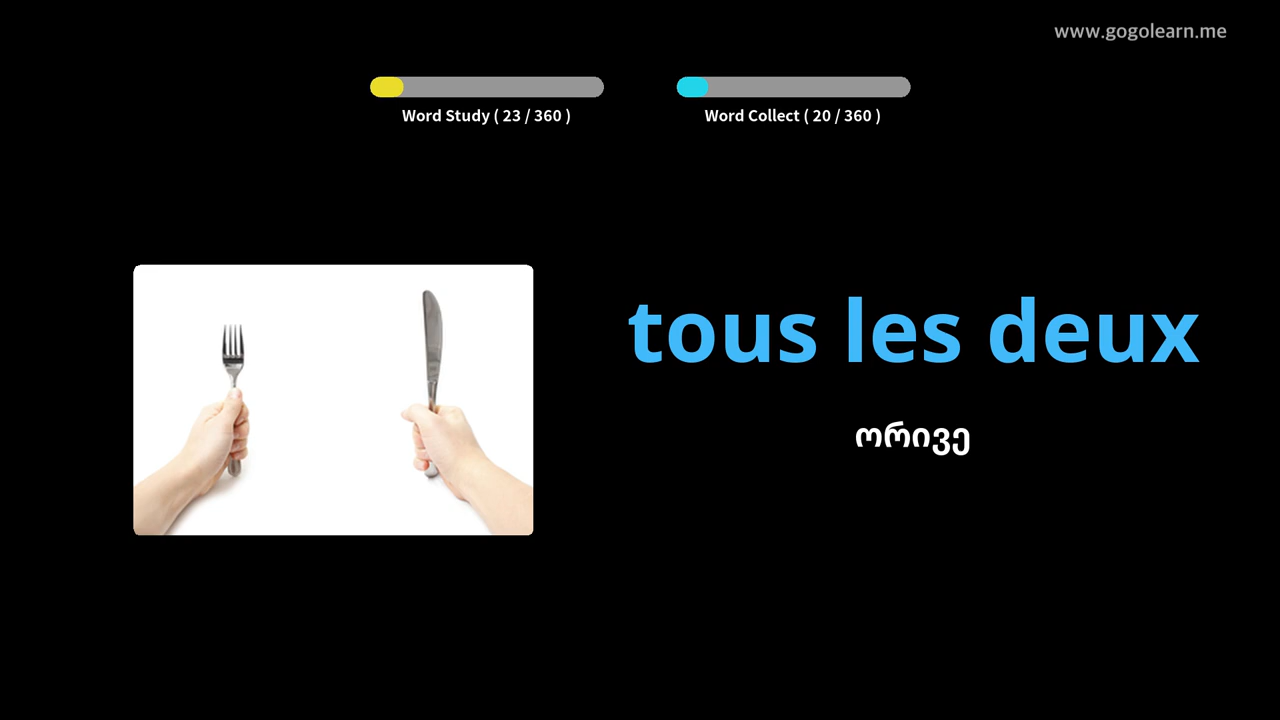 www.gogolearn.me
Word Study ( 23 / 360 )
Word Collect ( 20 / 360 )
tous les deux
ორივე